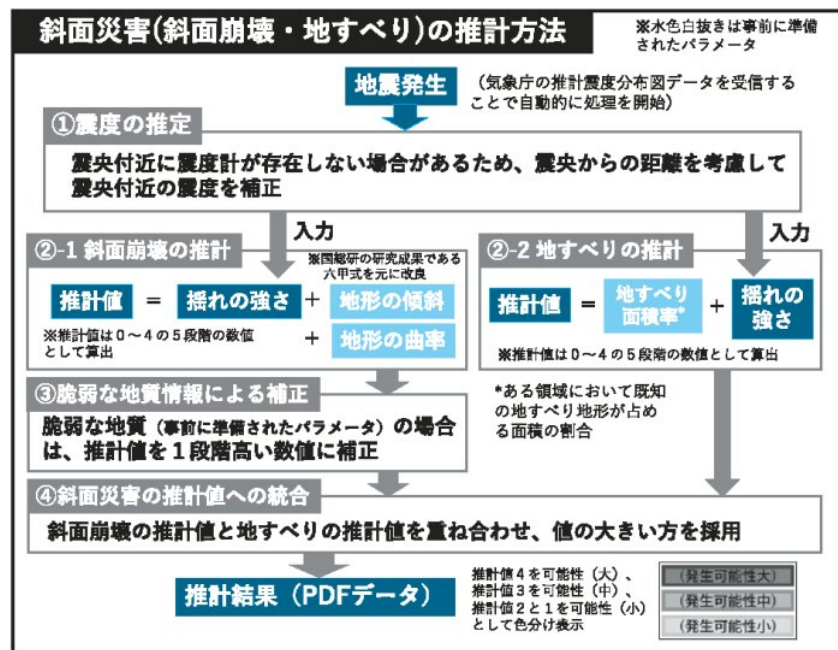 斜面災害(斜面崩壊・地すべり)の推計方法
※水色白抜きは事前に準備
されたパラメータ
地震発生
（気象庁の推計震度分布図データを受信する
ことで自動的に処理を開始）
①震度の推定
震央付近に震度計が存在しない場合があるため、震央からの距離を考慮して
震央付近の震度を補正
入力
入力
②-1 斜面崩壊の推計
※国総研の研究成果である
六甲式を元に改良
推計値 = 揺れの強さ + 地形の傾斜
+ 地形の曲率
※推計値は０～４の５段階の数値
として算出
②-2 地すべりの推計
推計値 = 地すべり
面積率* + 揺れの
強さ
※推計値は０～４の５段階の数値として算出
*ある領域において既知
の地すべり地形が占め
る面積の割合
③脆弱な地質情報による補正
脆弱な地質（事前に準備されたパラメータ）の場合
は、推計値を１段階高い数値に補正
④斜面災害の推計値への統合
斜面崩壊の推計値と地すべりの推計値を重ね合わせ、値の大きい方を採用
推計結果（PDFデータ）
推計値４を可能性（大）、
推計値３を可能性（中）、
推計値２と１を可能性（小）
として色分け表示
（発生可能性大）
（発生可能性中）
（発生可能性小）